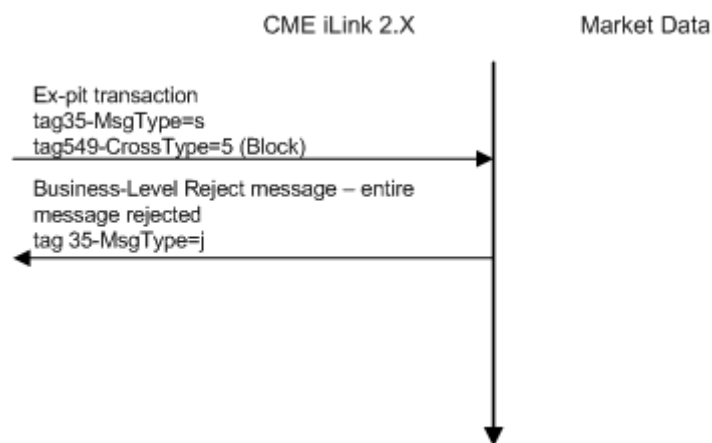 CME iLink 2.X
Market Data
Ex-pit transaction
tag35-MsgType=s
tag549-CrossType=5 (Block)
Business-Level Reject message – entire
message rejected
tag 35-MsgType=j